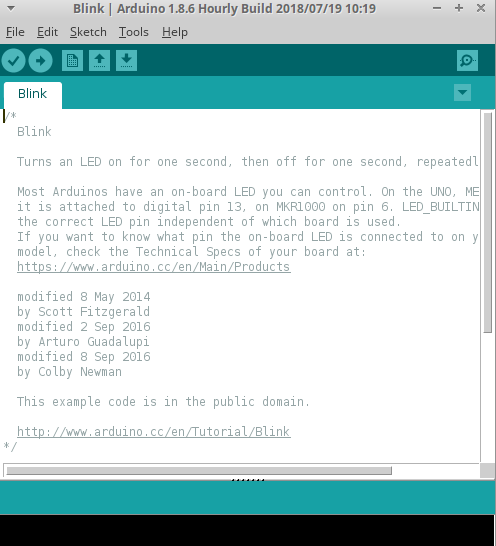 Blink | Arduino 1.8.6 Hourly Build 2018/07/19 10:19
File Edit Sketch Tools Help
Blink
/*
Blink
Turns an LED on for one second, then off for one second, repeatedl
Most Arduinos have an on-board LED you can control. On the UNO, ME
it is attached to digital pin 13, on MKR1000 on pin 6. LED_BUILTIN
the correct LED pin independent of which board is used.
If you want to know what pin the on-board LED is connected to on y
model, check the Technical Specs of your board at:
https://www.arduino.cc/en/Main/Products
modified 8 May 2014
by Scott Fitzgerald
modified 2 Sep 2016
by Arturo Guadalupi
modified 8 Sep 2016
by Colby Newman
This example code is in the public domain.
http://www.arduino.cc/en/Tutorial/Blink
*/